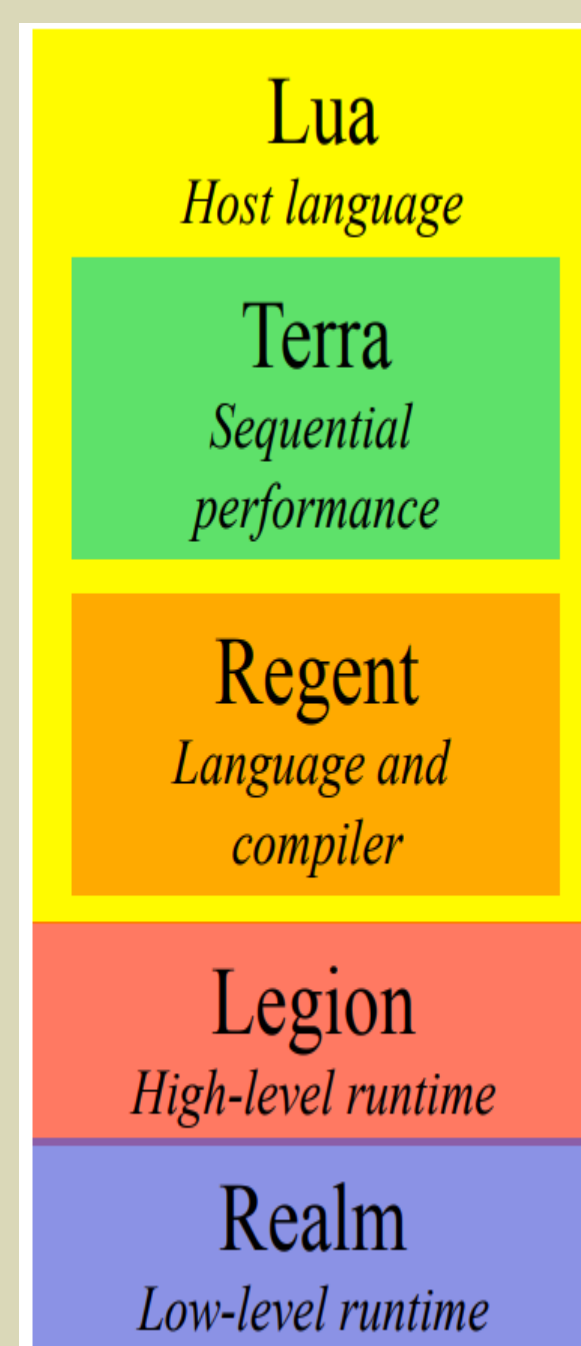 Lua
Host language
Terra
Sequential
performance
Regent
Language and
compiler
Legion
High-level runtime
Realm
Low-level runtime